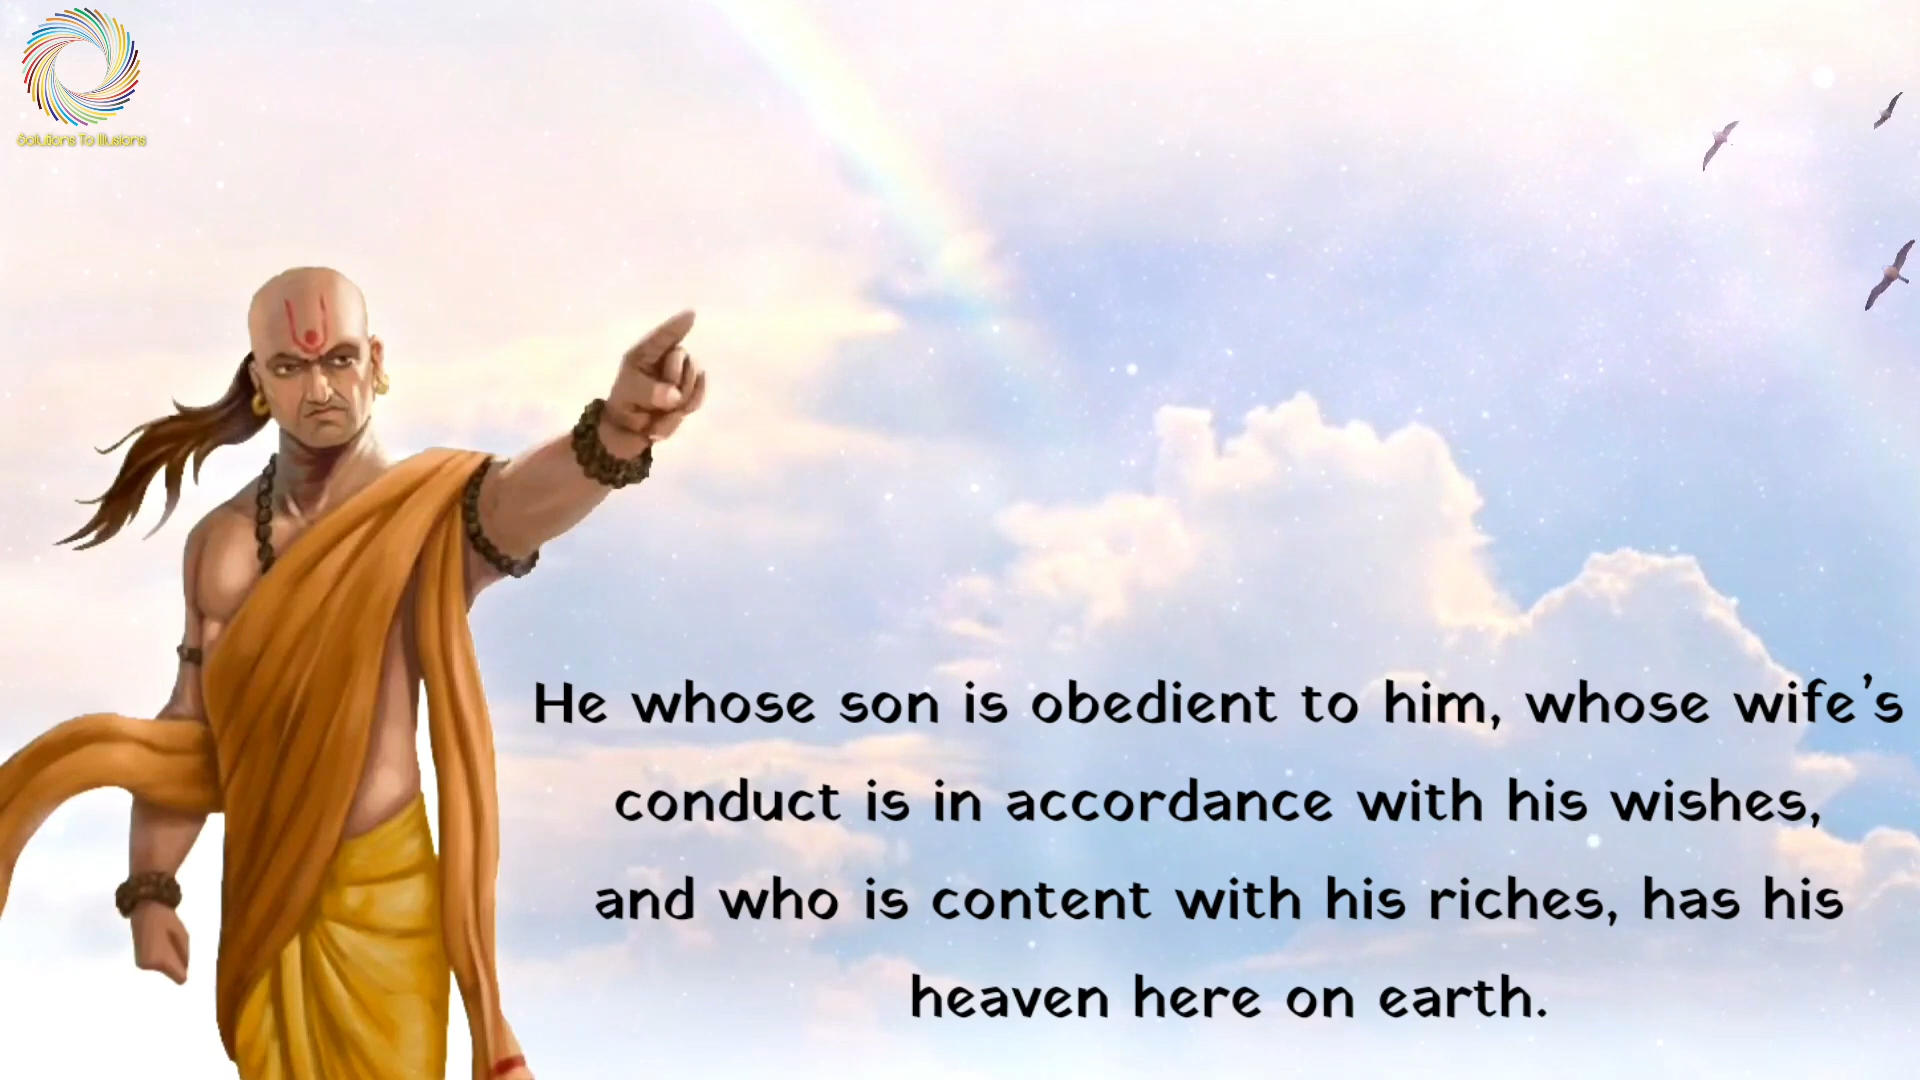 Solutions To Illusions
He whose son is obedient to him, whose wife's
conduct is in accordance with his wishes,
and who is content with his riches, has his
heaven here on earth.